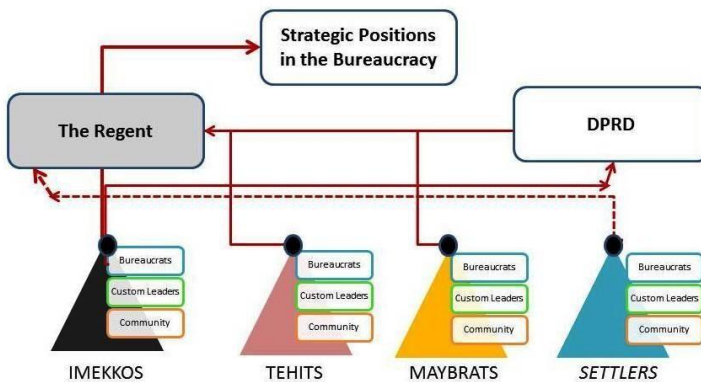 Strategic Positions
in the Bureaucracy
The Regent
DPRD
Bureaucrats
Custom Leaders
Community
Bureaucrats
Custom Leaders
Community
Bureaucrats
Custom Leaders
Community
Bureaucrats
Custom Leaders
Community
IMEKKOS
TEHITS
MAYBRATS
SETTLERS